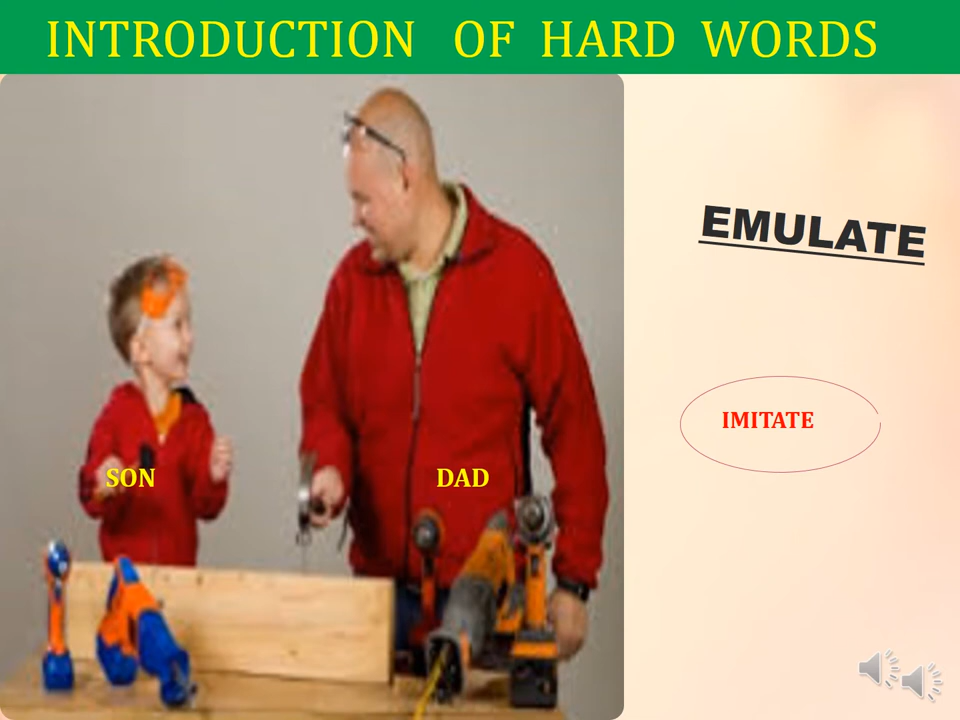 INTRODUCTION OF HARD WORDS
EMULATE
IMITATE
SON
DAD